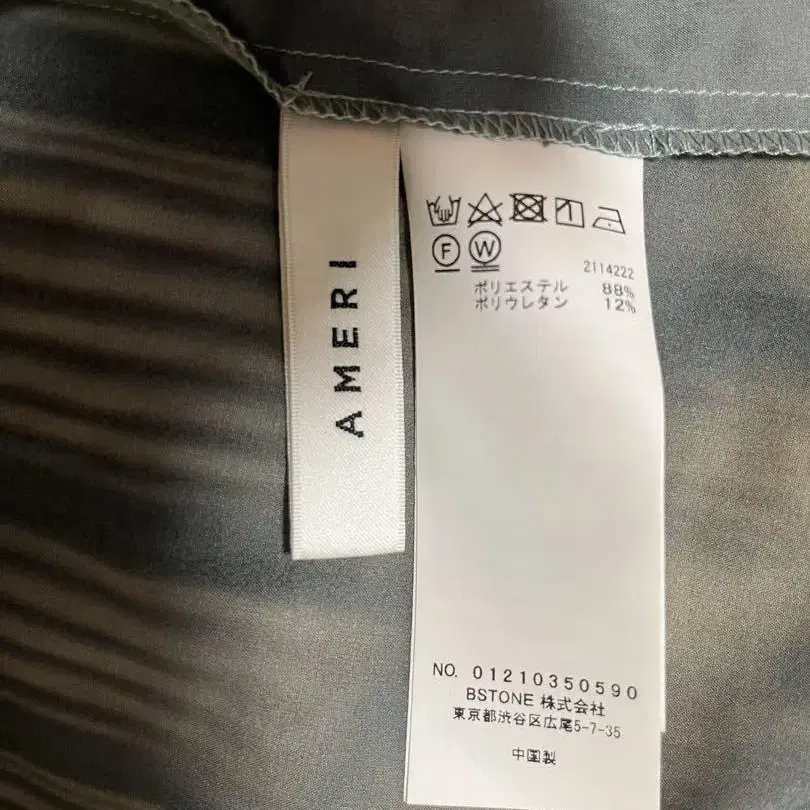 AMERI
F W
2114222
ポリエステル 88%
ポリウレタン 12%
NO. 01210350590
BSTONE 株式会社
東京都渋谷区広尾5-7-35
中国製